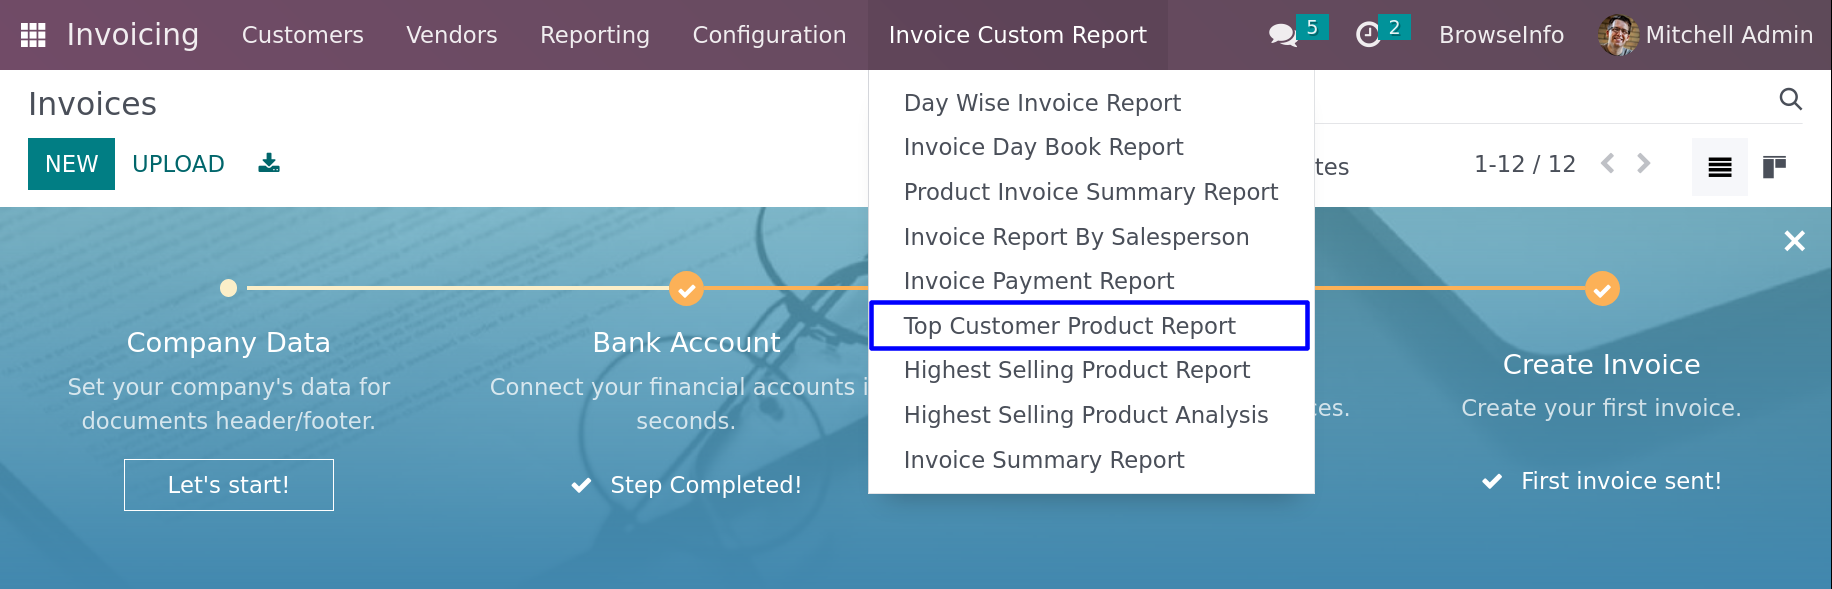 Invoicing Customers Vendors Reporting Configuration Invoice Custom Report 5 2 BrowseInfo Mitchell Admin
Invoices
NEW UPLOAD
1-12 / 12
Day Wise Invoice Report
Invoice Day Book Report
Product Invoice Summary Report
Invoice Report By Salesperson
Invoice Payment Report
Top Customer Product Report
Highest Selling Product Report
Highest Selling Product Analysis
Invoice Summary Report
Company Data
Set your company's data for
documents header/footer.
Let's start!
Bank Account
Connect your financial accounts i
seconds.
Step Completed!
Create Invoice
Create your first invoice.
First invoice sent!